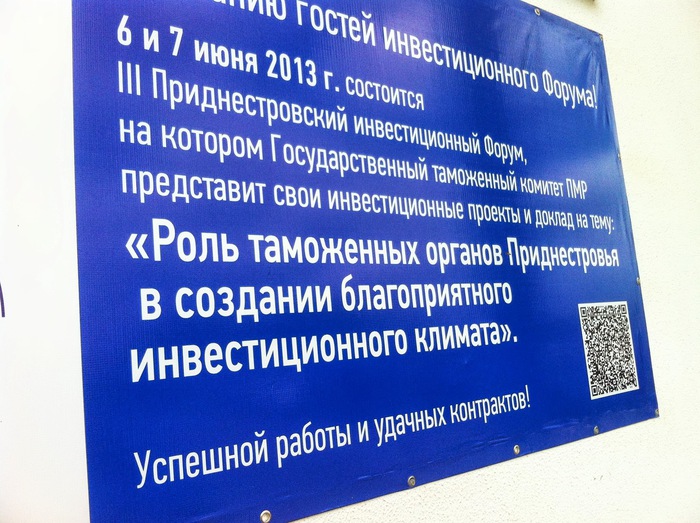 гостей инвестиционного Форума!
6 и 7 июня 2013 г. состоится
III Приднестровский инвестиционный Форум,
на котором Государственный таможенный комитет ПМР
представит свои инвестиционные проекты и доклад на тему:
«Роль таможенных органов Приднестровья
в создании благоприятного
инвестиционного климата».
Успешной работы и удачных контрактов!